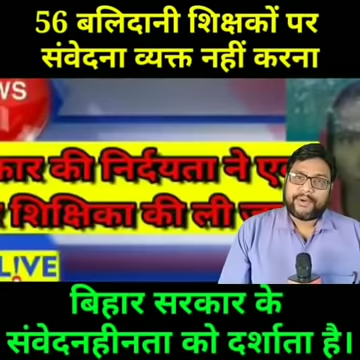 56 बलिदानी शिक्षकों पर
संवेदना व्यक्त नहीं करना
WS
की निर्दयता ने
शिक्षिका की ली
LIVE
बिहार सरकार के
संवेदनहीनता को दर्शाता है।